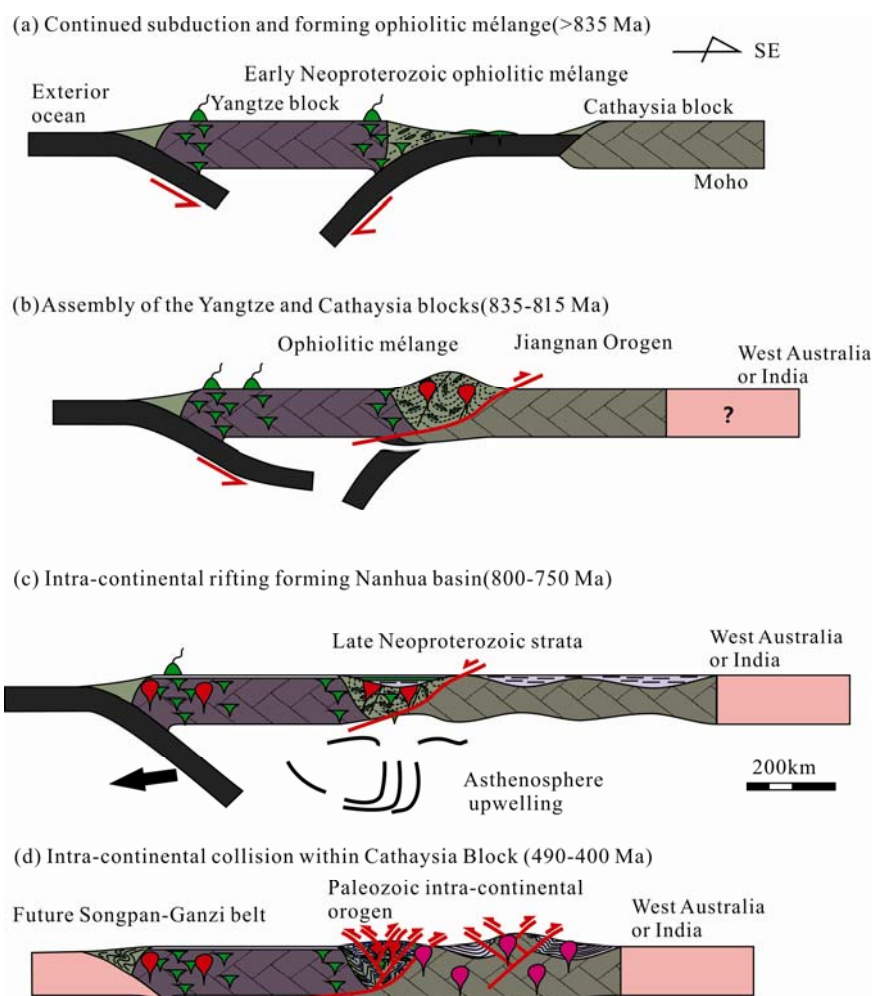 (a) Continued subduction and forming ophiolitic mélange(>835 Ma)
SE
Early Neoproterozoic ophiolitic mélange
Exterior
ocean
Yangtze block
Cathaysia block
Moho
(b)Assembly of the Yangtze and Cathaysia blocks(835-815 Ma)
Ophiolitic mélange
Jiangnan Orogen
West Australia
or India
?
(c) Intra-continental rifting forming Nanhua basin(800-750 Ma)
Late Neoproterozoic strata
West Australia
or India
Asthenosphere
upwelling
200km
(d) Intra-continental collision within Cathaysia Block (490-400 Ma)
Future Songpan-Ganzi belt
Paleozoic intra-continental
orogen
West Australia
or India